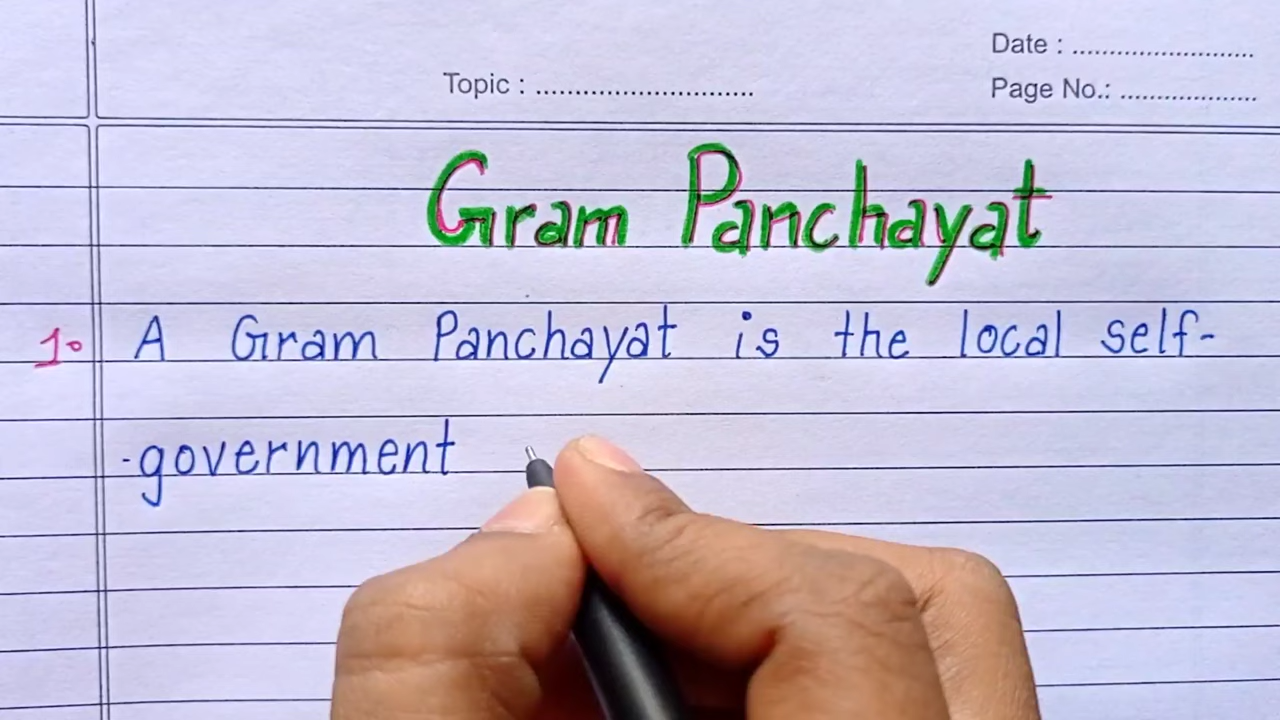 Date : ........................
Topic : .............................
Page No.: ..................
Gram Panchayat
1. A Gram Panchayat is the local self-
-government